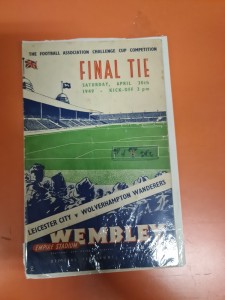 THE FOOTBALL ASSOCIATION CHALLENGE CUP COMPETITION
FINAL TIE
SATURDAY, APRIL 30th
1949 - KICK-OFF 3 pm
LEICESTER CITY v WOLVERHAMPTON WANDERERS
WEMBLEY
EMPIRE STADIUM